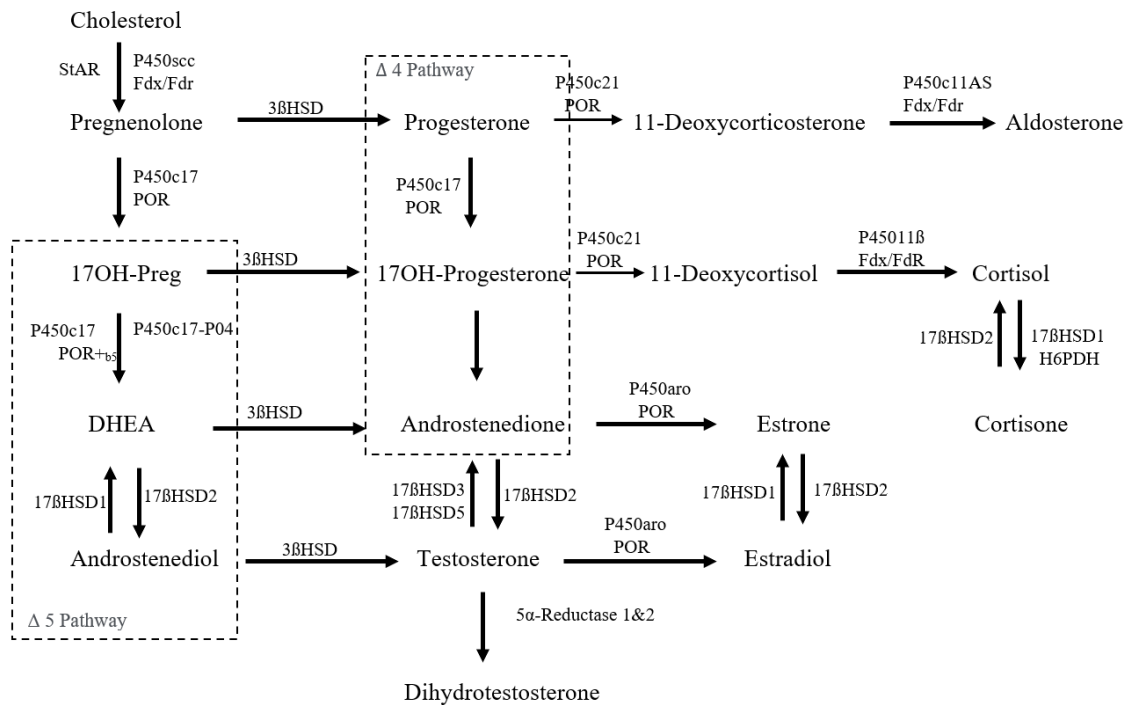 Cholesterol
StAR
P450scc
Fdx/Fdr
Δ 4 Pathway
P450c21
POR
P450c11AS
Fdx/Fdr
3ßHSD
Pregnenolone
Progesterone
11-Deoxycorticosterone
Aldosterone
P450c17
POR
P450c17
POR
P450c21
POR
P45011ß
Fdx/FdR
3ßHSD
17OH-Preg
17OH-Progesterone
11-Deoxycortisol
Cortisol
P450c17
POR+b5
P450c17-P04
17ßHSD2
17ßHSD1
H6PDH
P450aro
POR
3ßHSD
DHEA
Androstenedione
Estrone
Cortisone
17ßHSD1
17ßHSD2
17ßHSD3
17ßHSD5
17ßHSD2
17ßHSD1
17ßHSD2
P450aro
POR
3ßHSD
Androstenediol
Testosterone
Estradiol
Δ 5 Pathway
5α-Reductase 1&2
Dihydrotestosterone